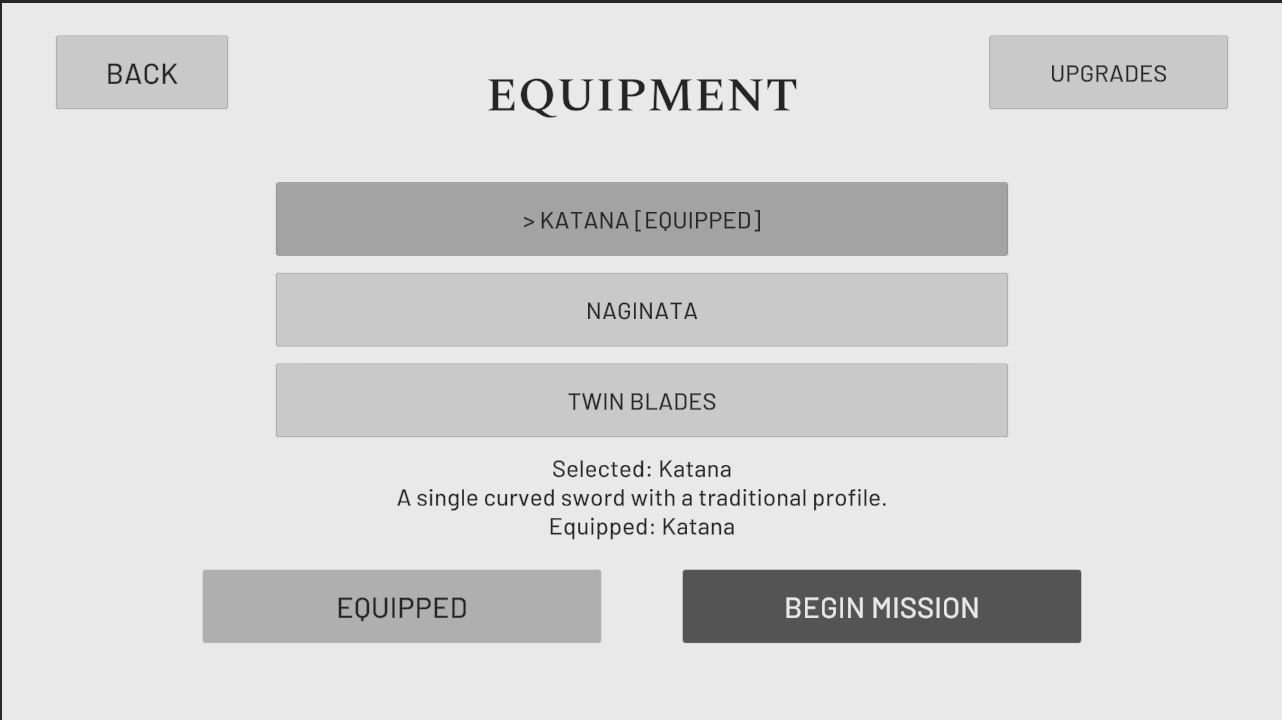 BACK
EQUIPMENT
UPGRADES
> KATANA [EQUIPPED]
NAGINATA
TWIN BLADES
Selected: Katana
A single curved sword with a traditional profile.
Equipped: Katana
EQUIPPED
BEGIN MISSION